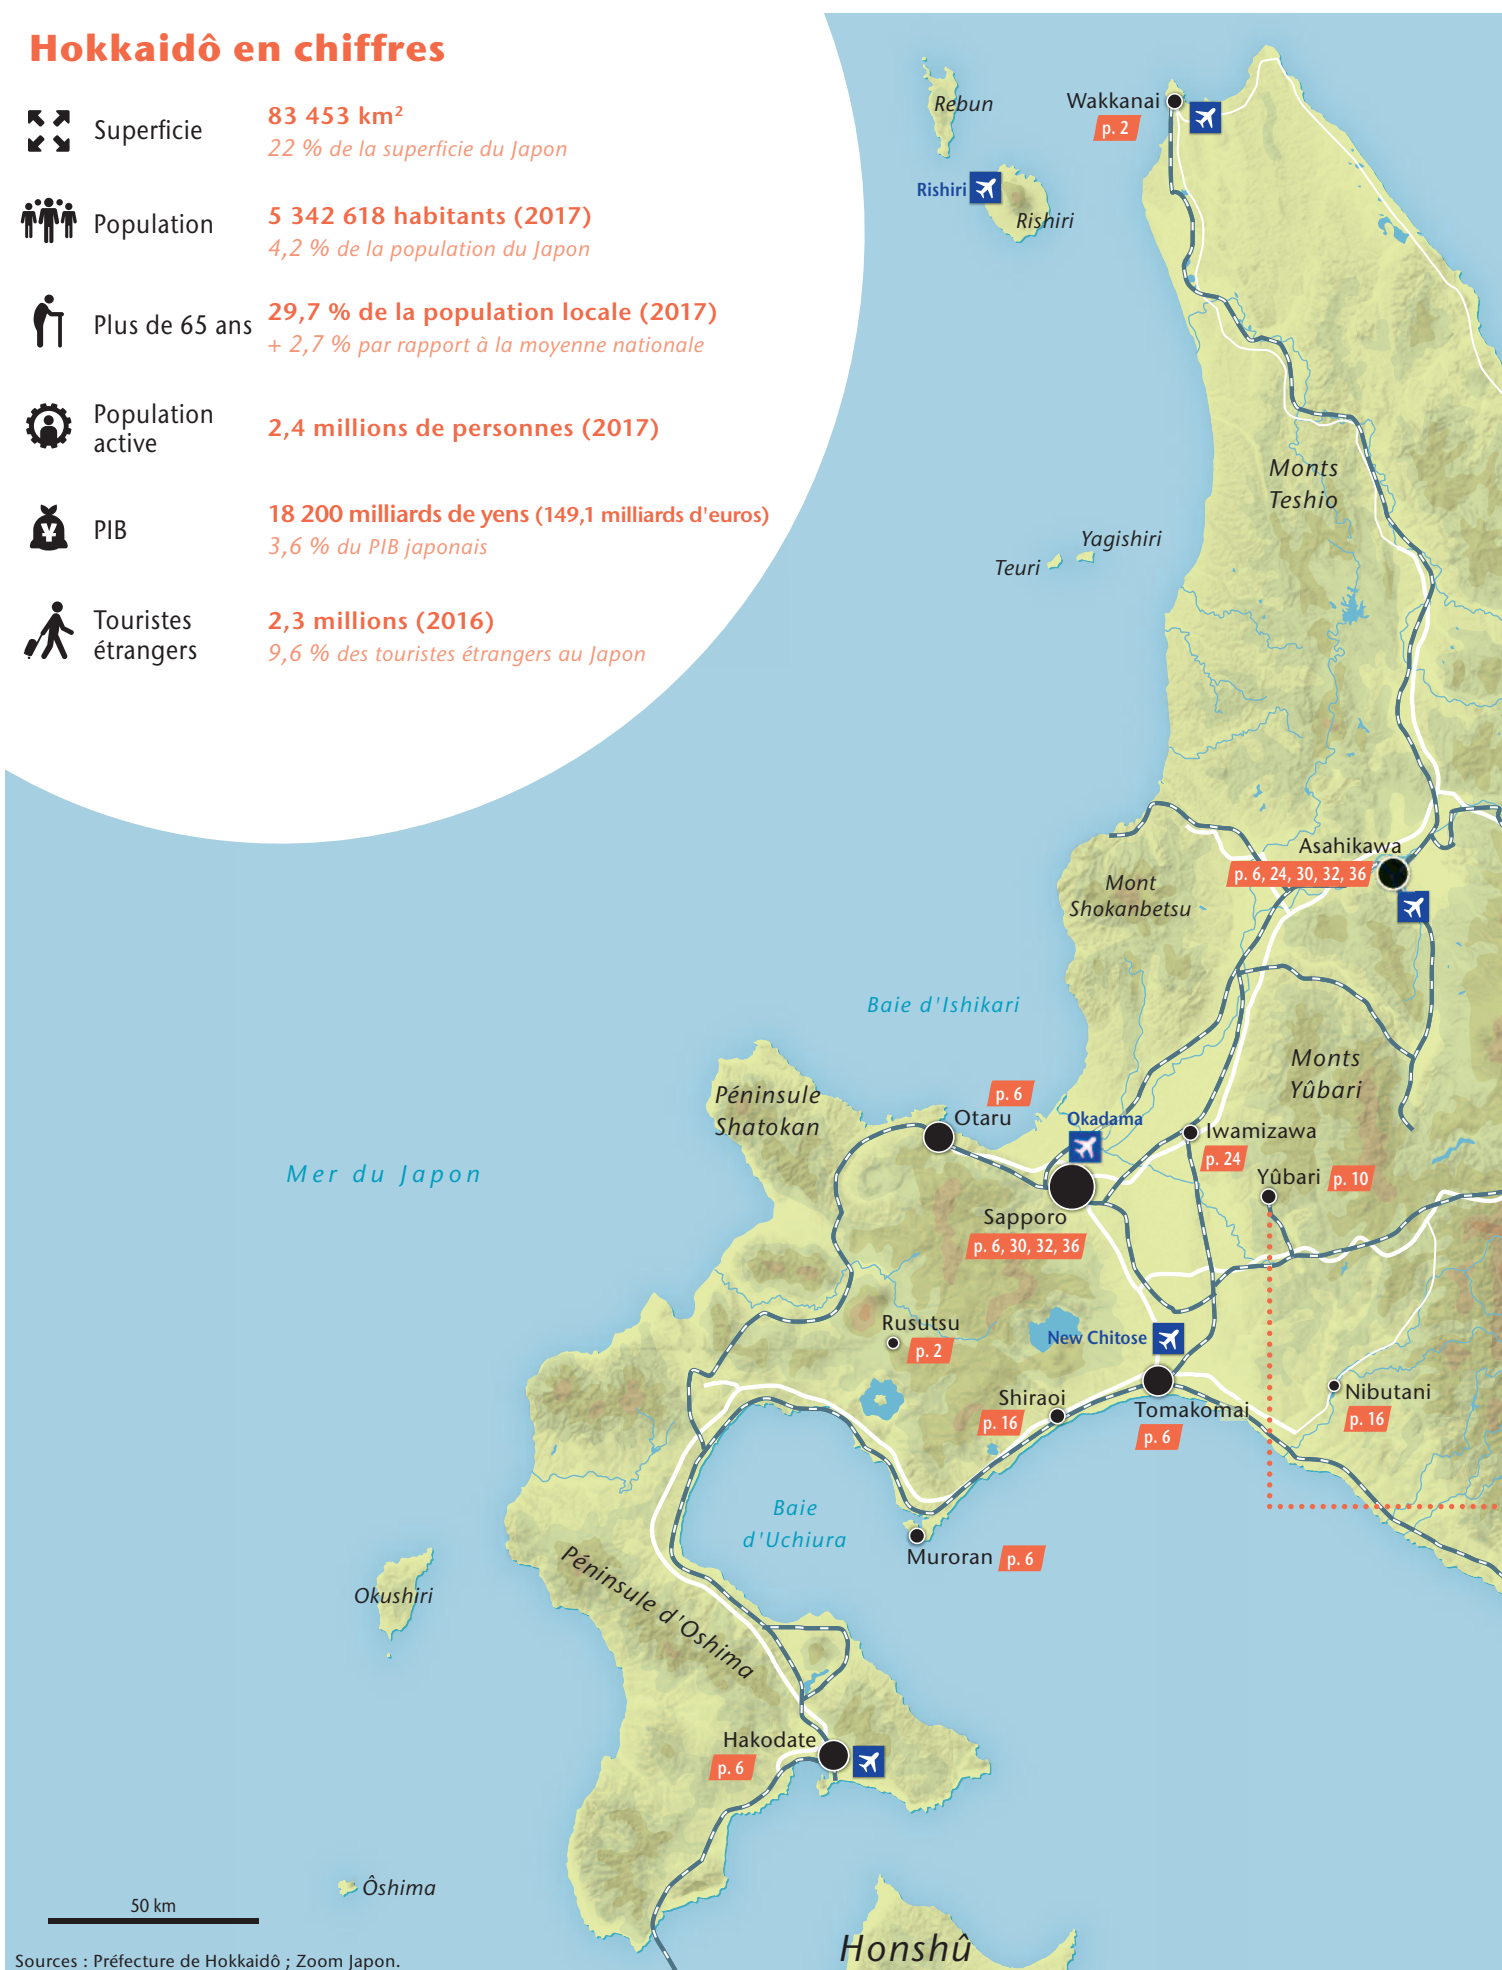 Hokkaidô en chiffres
Superficie
83 453 km²
22 % de la superficie du Japon
Population
5 342 618 habitants (2017)
4,2 % de la population du Japon
Plus de 65 ans
29,7 % de la population locale (2017)
+ 2,7 % par rapport à la moyenne nationale
Population
active
2,4 millions de personnes (2017)
¥
PIB
18 200 milliards de yens (149,1 milliards d'euros)
3,6 % du PIB japonais
Touristes
étrangers
2,3 millions (2016)
9,6 % des touristes étrangers au Japon
Rebun
Wakkanai
p. 2
Rishiri
Rishiri
Monts
Teshio
Yagishiri
Teuri
Asahikawa
p. 6, 24, 30, 32, 36
Mont
Shokanbetsu
Baie d'Ishikari
Monts
Yûbari
Péninsule
Shatokan
p. 6
Otaru
Okadama
Iwamizawa
p. 24
Mer du Japon
Yûbari
p. 10
Sapporo
p. 6, 30, 32, 36
Rusutsu
p. 2
New Chitose
Shiraoi
p. 16
Tomakomai
p. 6
Nibutani
p. 16
Baie
d'Uchiura
Muroran
p. 6
Okushiri
Péninsule d'Oshima
Hakodate
p. 6
Ôshima
50 km
Honshû
Sources : Préfecture de Hokkaidô ; Zoom Japon.